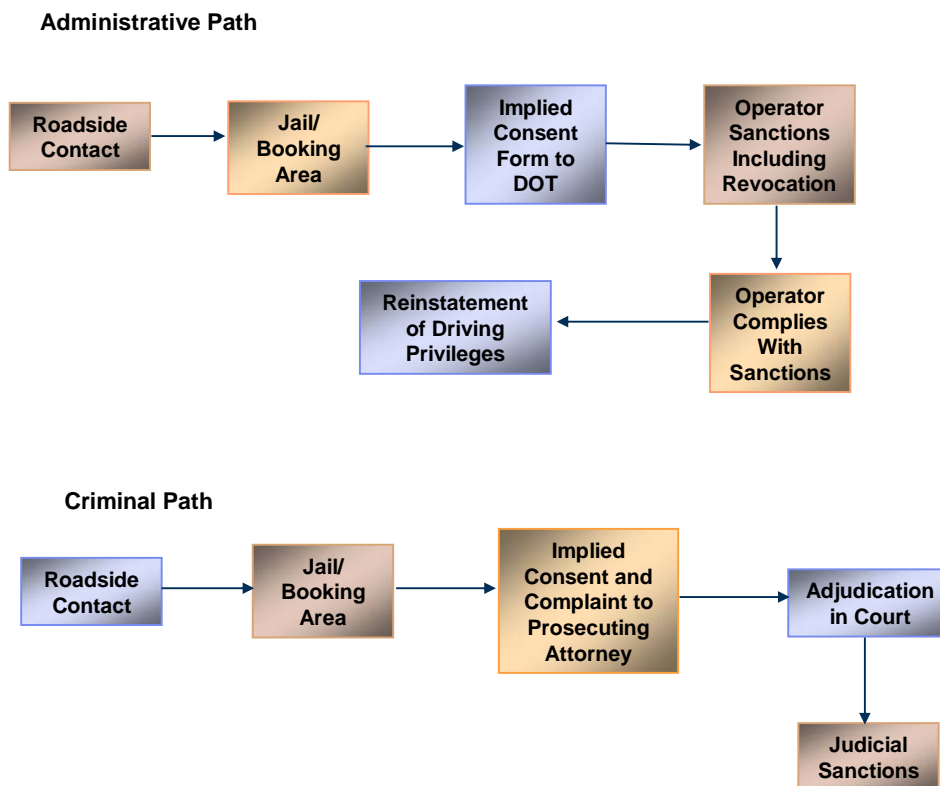 Administrative Path
Roadside
Contact
Jail/
Booking
Area
Implied
Consent
Form to
DOT
Operator
Sanctions
Including
Revocation
Operator
Complies
With
Sanctions
Reinstatement
of Driving
Privileges
Criminal Path
Roadside
Contact
Jail/
Booking
Area
Implied
Consent and
Complaint to
Prosecuting
Attorney
Adjudication
in Court
Judicial
Sanctions